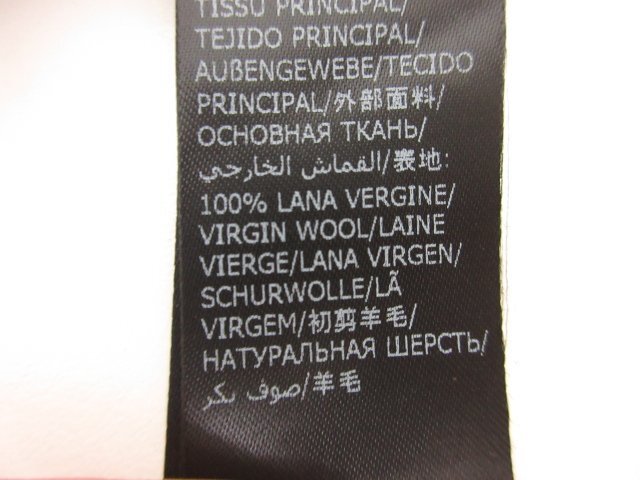 TISSU PRINCIPAL/
TEJIDO PRINCIPAL/
AUßENGEWEBE/TECIDO
PRINCIPAL/外部面料/
ОСНОВНАЯ ТКАНЬ/
القماش الخارجي/表地:
100% LANA VERGINE/
VIRGIN WOOL/LAINE
VIERGE/LANA VIRGEN/
SCHURWOLLE/LÃ
VIRGEM/初剪羊毛/
НАТУРАЛЬНАЯ ШЕРСТЬ/
صوف بكر/羊毛